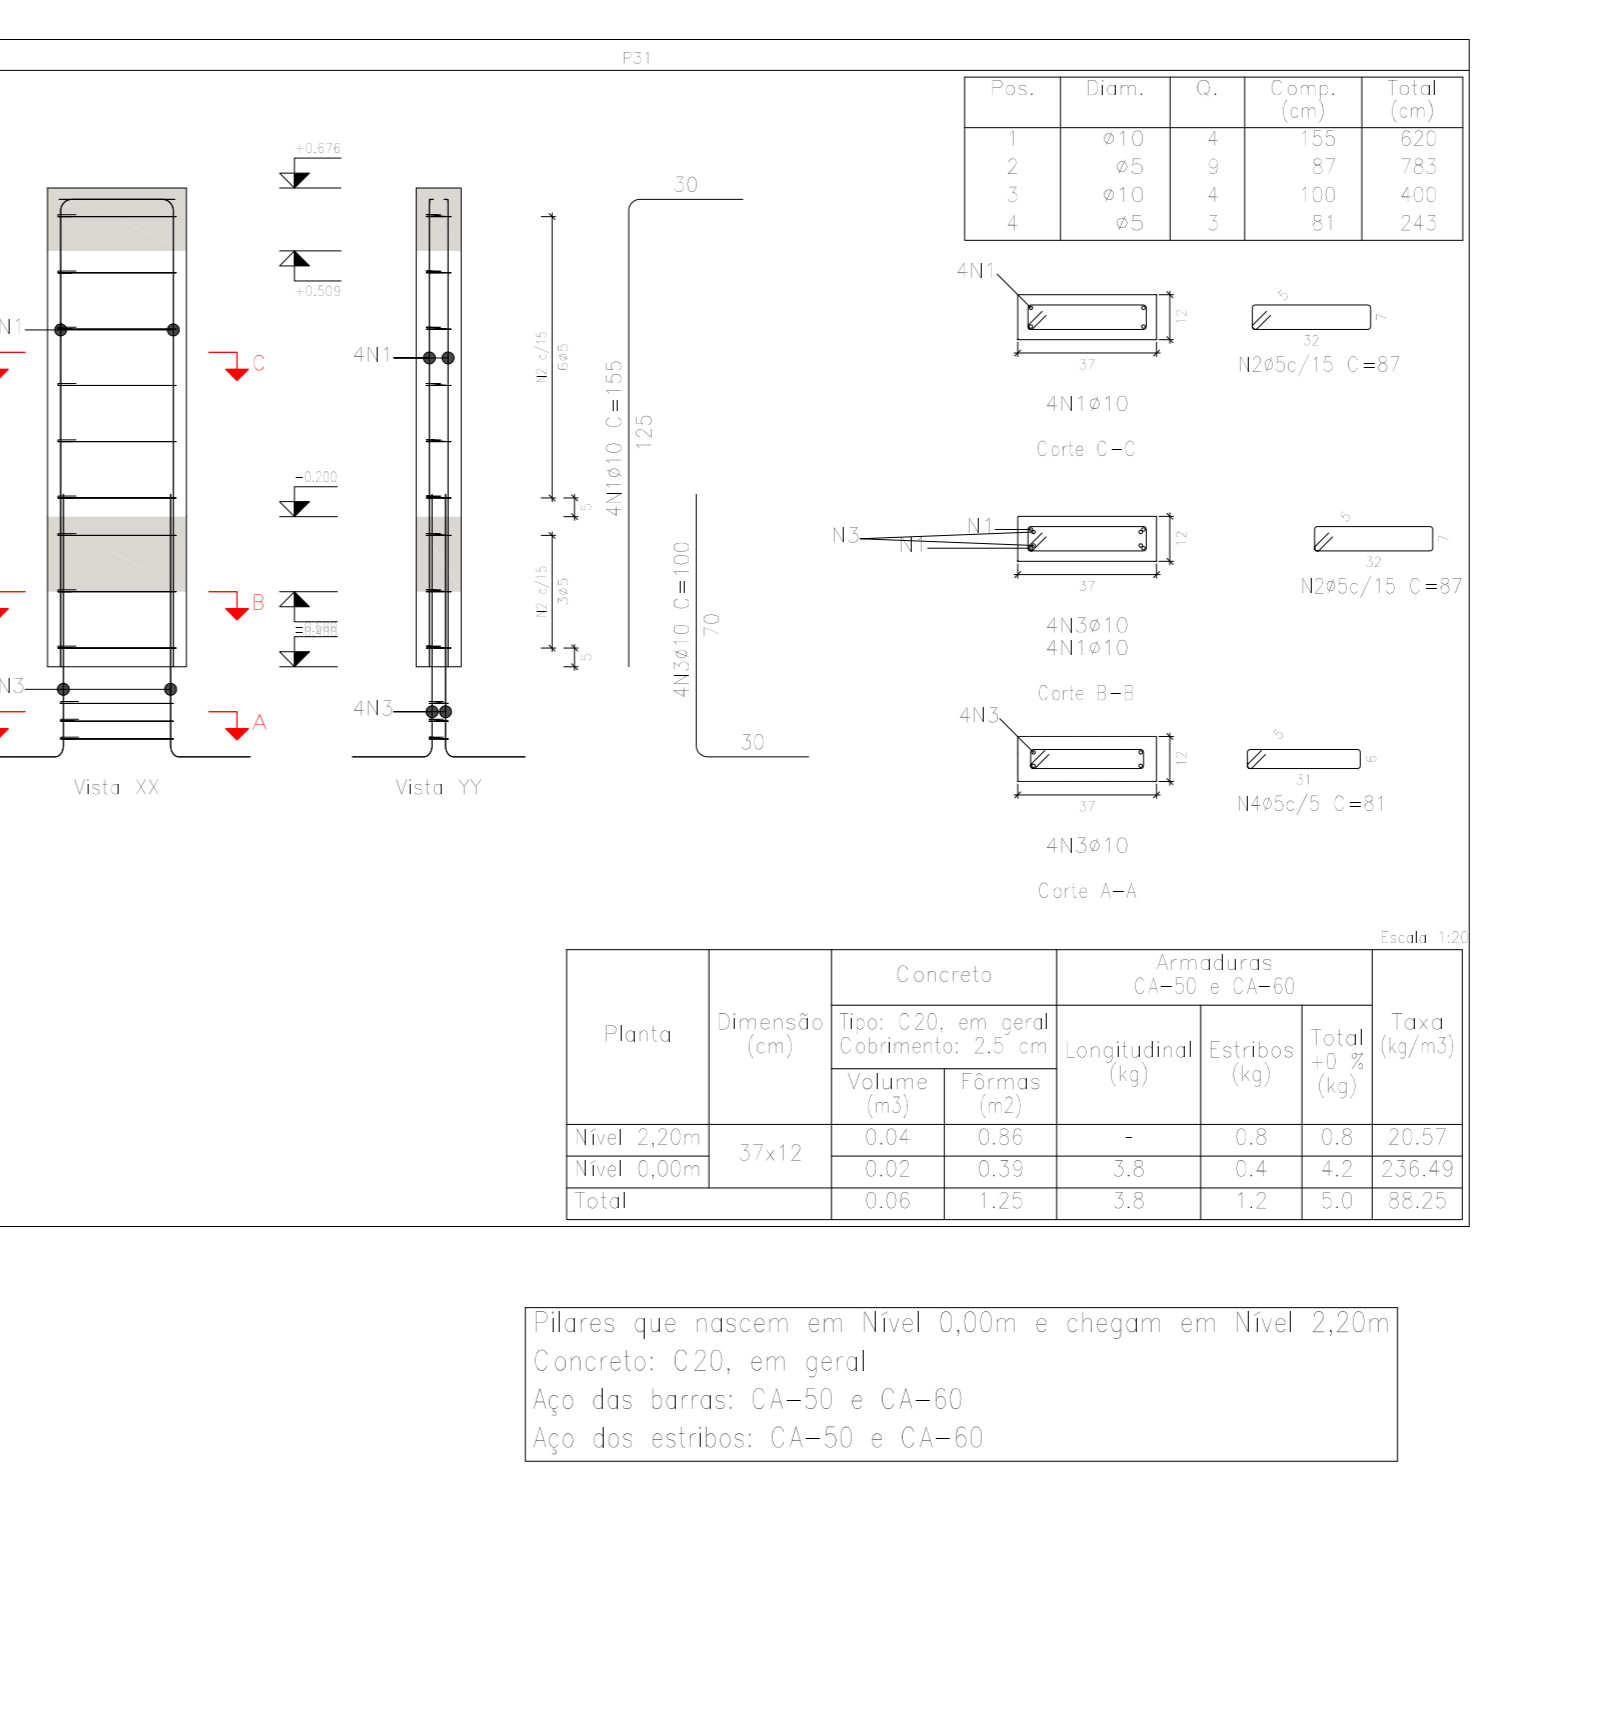 P31
Pos. Diam. Q. Comp. (cm) Total (cm)
1 ø10 4 155 620
2 ø5 9 87 783
3 ø10 4 100 400
4 ø5 3 81 243
+0.676
+0.509
-0.200
N1
C
B
N3
A
Vista XX
4N1
4N3
Vista YY
N2 c/15
6ø5
5
N2 c/15
3ø5
5
30
4N1ø10 C=155
125
4N3ø10 C=100
70
30
4N1
12
37
4N1ø10
Corte C-C
5
7
32
N2ø5c/15 C=87
N3
N1
N1
12
37
4N3ø10
4N1ø10
Corte B-B
5
7
32
N2ø5c/15 C=87
4N3
12
37
4N3ø10
Corte A-A
5
6
31
N4ø5c/5 C=81
Escala 1:20
Planta
Dimensão
(cm)
Concreto
Tipo: C20, em geral
Cobrimento: 2.5 cm
Volume
(m3)
Fôrmas
(m2)
Armaduras
CA-50 e CA-60
Longitudinal
(kg)
Estribos
(kg)
Total
+0 %
(kg)
Taxa
(kg/m3)
Nível 2,20m 37x12 0.04 0.86 - 0.8 0.8 20.57
Nível 0,00m 0.02 0.39 3.8 0.4 4.2 236.49
Total 0.06 1.25 3.8 1.2 5.0 88.25
Pilares que nascem em Nível 0,00m e chegam em Nível 2,20m
Concreto: C20, em geral
Aço das barras: CA-50 e CA-60
Aço dos estribos: CA-50 e CA-60